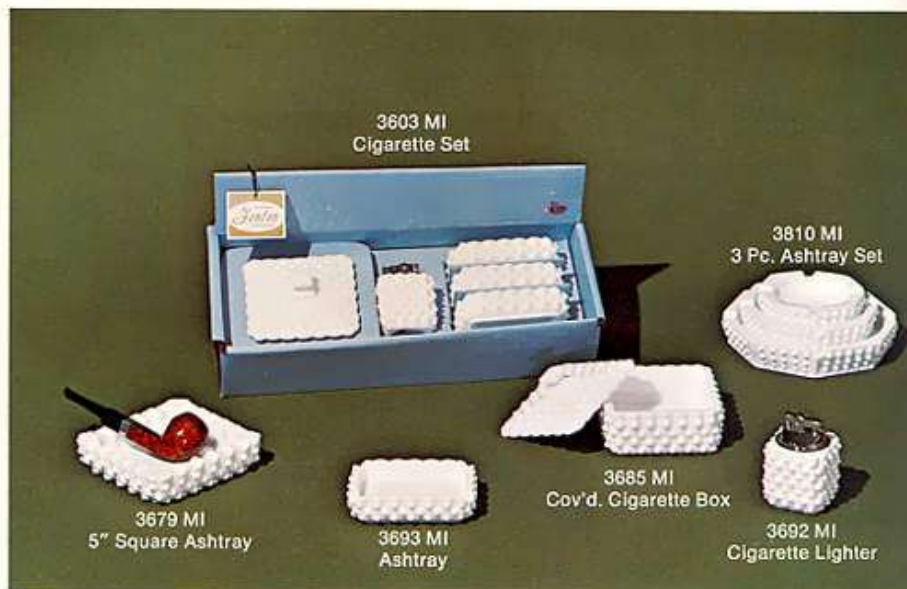 3603 MI
Cigarette Set
Fenton
3810 MI
3 Pc. Ashtray Set
3685 MI
Cov'd. Cigarette Box
3679 MI
5" Square Ashtray
3693 MI
Ashtray
3692 MI
Cigarette Lighter